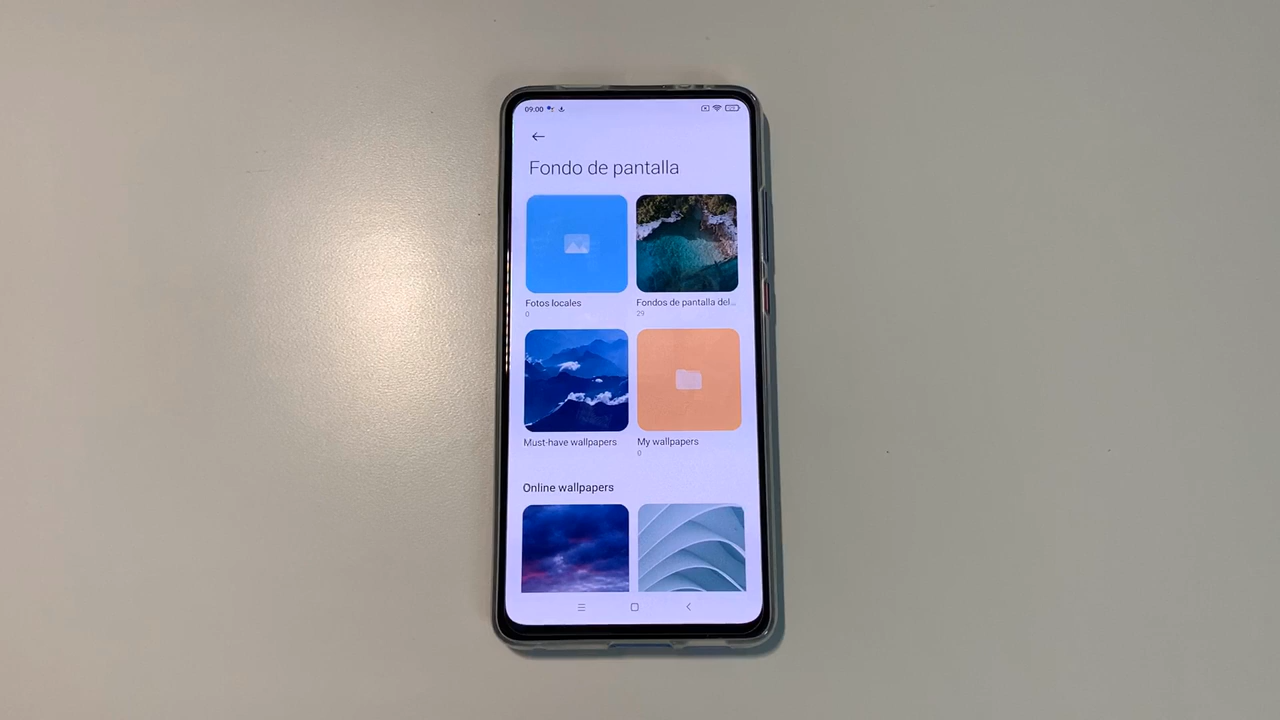 09:00
Fondo de pantalla
Fotos locales
0
Fondos de pantalla del...
29
Must-have wallpapers
My wallpapers
0
Online wallpapers